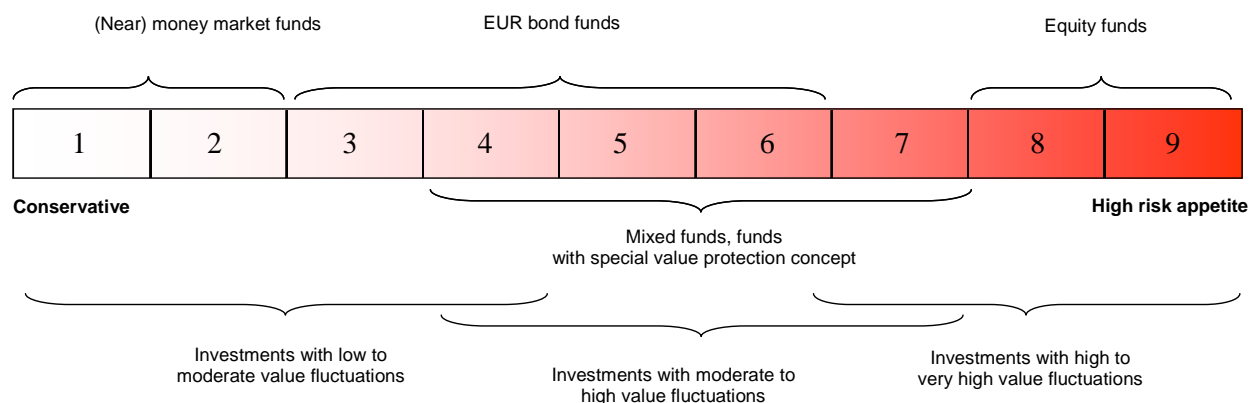 (Near) money market funds
EUR bond funds
Equity funds
1 2 3 4 5 6 7 8 9
Conservative
High risk appetite
Mixed funds, funds
with special value protection concept
Investments with low to
moderate value fluctuations
Investments with moderate to
high value fluctuations
Investments with high to
very high value fluctuations